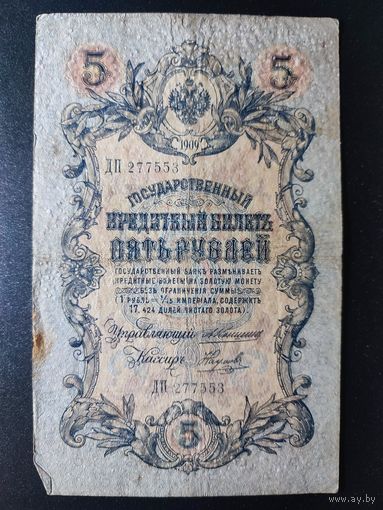 5 5
1909
ДП 277553
ГОСУДАРСТВЕННЫЙ
КРЕДИТНЫЙ БИЛЕТЪ
ПЯТЬ РУБЛЕЙ
ГОСУДАРСТВЕННЫЙ БАНКЪ РАЗМѢНИВАЕТЪ
КРЕДИТНЫЕ БИЛЕТЫ НА ЗОЛОТУЮ МОНЕТУ
БЕЗЪ ОГРАНИЧЕНІЯ СУММЫ
(1 РУБЛЬ = 1/15 ИМПЕРІАЛА, СОДЕРЖИТЪ
17,424 ДОЛЕЙ ЧИСТАГО ЗОЛОТА).
Управляющій
Кассиръ
ДП 277553
5
www.ay.by